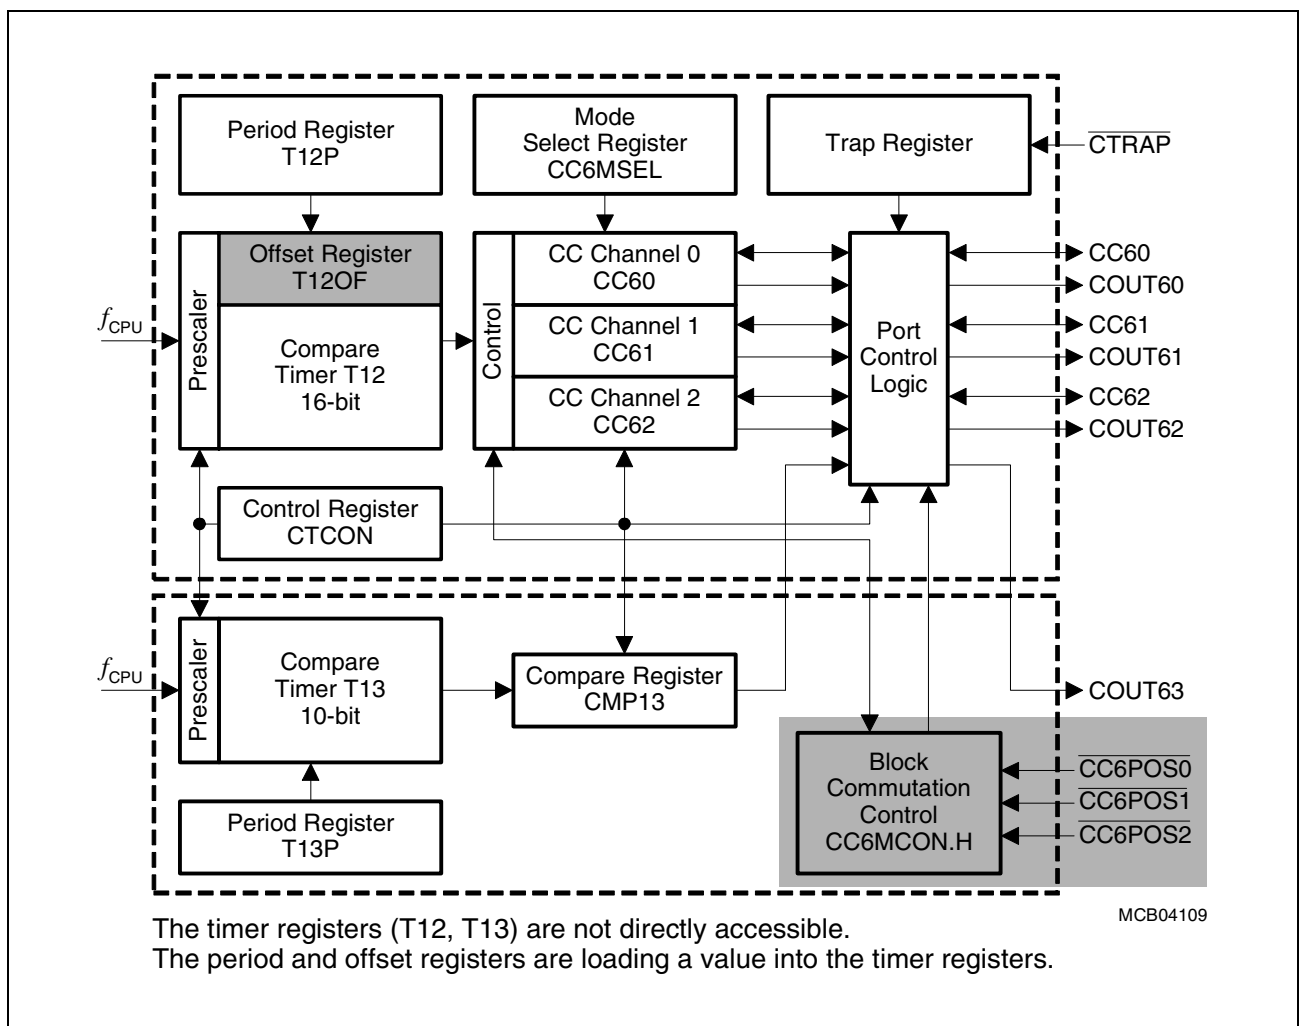 Period Register
T12P
Mode
Select Register
CC6MSEL
Trap Register
CTRAP
Prescaler
Offset Register
T12OF
Compare
Timer T12
16-bit
fCPU
Control
CC Channel 0
CC60
CC Channel 1
CC61
CC Channel 2
CC62
Port
Control
Logic
CC60
COUT60
CC61
COUT61
CC62
COUT62
Control Register
CTCON
fCPU
Prescaler
Compare
Timer T13
10-bit
Compare Register
CMP13
COUT63
Period Register
T13P
Block
Commutation
Control
CC6MCON.H
CC6POS0
CC6POS1
CC6POS2
MCB04109
The timer registers (T12, T13) are not directly accessible.
The period and offset registers are loading a value into the timer registers.